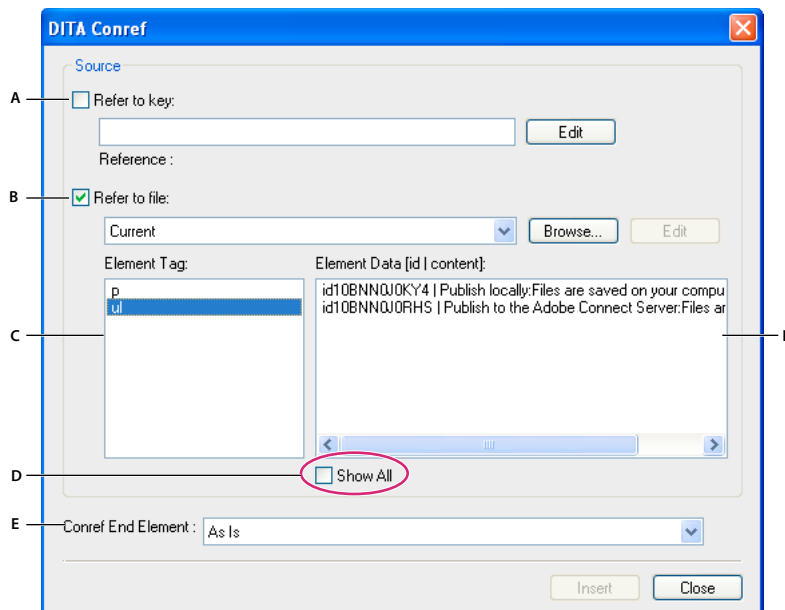 DITA Conref
Source
A
Refer to key:
Edit
Reference :
B
Refer to file:
Current
Browse...
Edit
Element Tag:
Element Data [id | content]:
p
ul
id10BNN0J0KY4 | Publish locally:Files are saved on your compu
id10BNN0J0RHS | Publish to the Adobe Connect Server:Files ar
C
D
Show All
E
Conref End Element :
As Is
Insert
Close